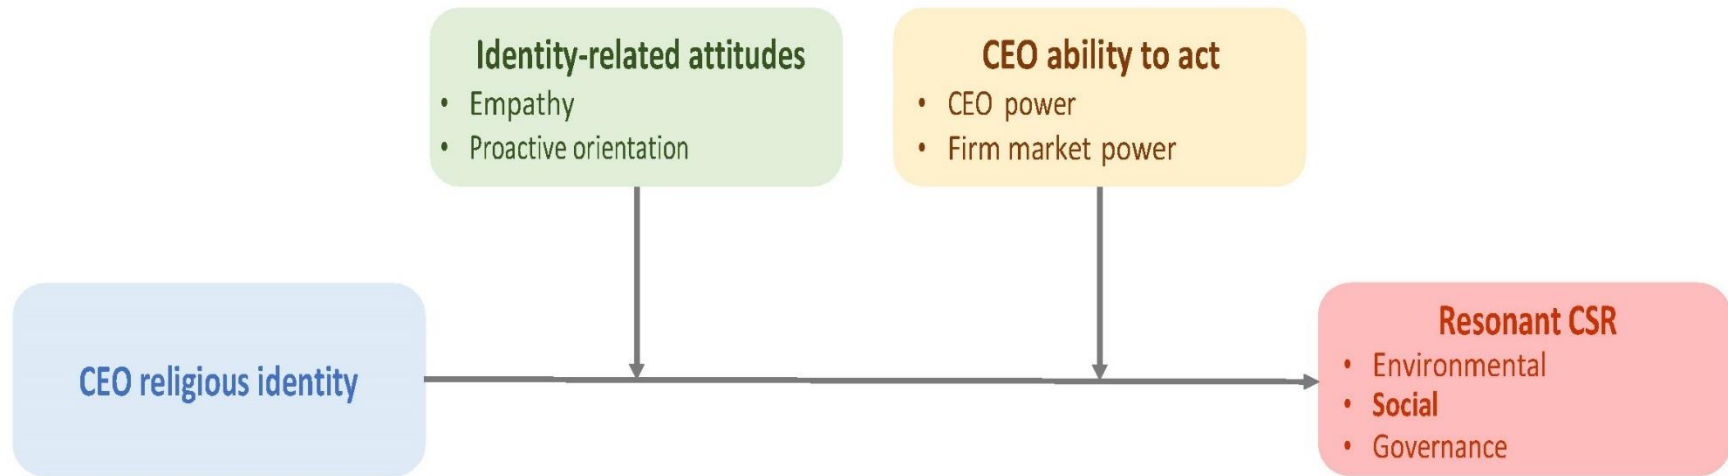 Identity-related attitudes
• Empathy
• Proactive orientation
CEO ability to act
• CEO power
• Firm market power
CEO religious identity
Resonant CSR
• Environmental
• Social
• Governance